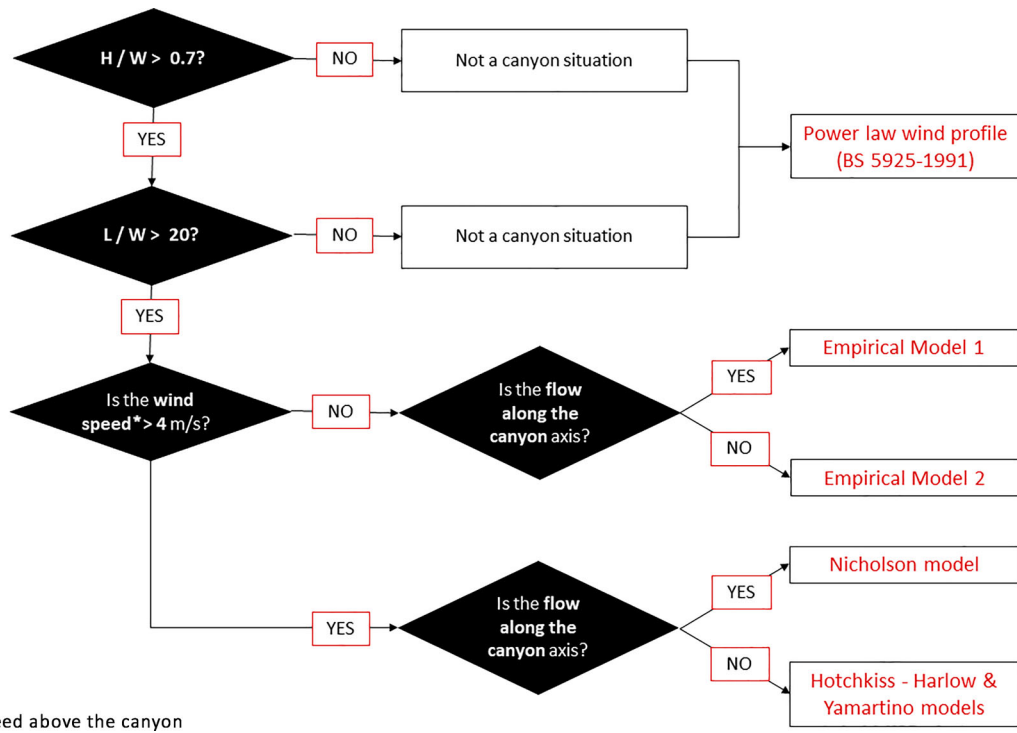 H / W > 0.7?
NO
Not a canyon situation
YES
Power law wind profile
(BS 5925-1991)
L / W > 20?
NO
Not a canyon situation
YES
Is the wind
speed* > 4 m/s?
NO
Is the flow
along the
canyon axis?
YES
Empirical Model 1
NO
Empirical Model 2
YES
Is the flow
along the
canyon axis?
YES
Nicholson model
NO
Hotchkiss - Harlow &
Yamartino models
above the canyon